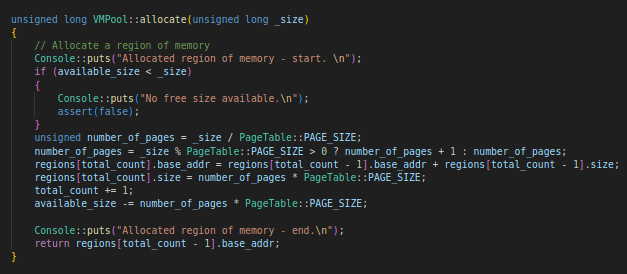 unsigned long VMPool::allocate(unsigned long _size)
{
// Allocate a region of memory
Console::puts("Allocated region of memory - start. \n");
if (available_size < _size)
{
Console::puts("No free size available.\n");
assert(false);
}
unsigned number_of_pages = _size / PageTable::PAGE_SIZE;
number_of_pages = _size % PageTable::PAGE_SIZE > 0 ? number_of_pages + 1 : number_of_pages;
regions[total_count].base_addr = regions[total_count - 1].base_addr + regions[total_count - 1].size;
regions[total_count].size = number_of_pages * PageTable::PAGE_SIZE;
total_count += 1;
available_size -= number_of_pages * PageTable::PAGE_SIZE;
Console::puts("Allocated region of memory - end.\n");
return regions[total_count - 1].base_addr;
}